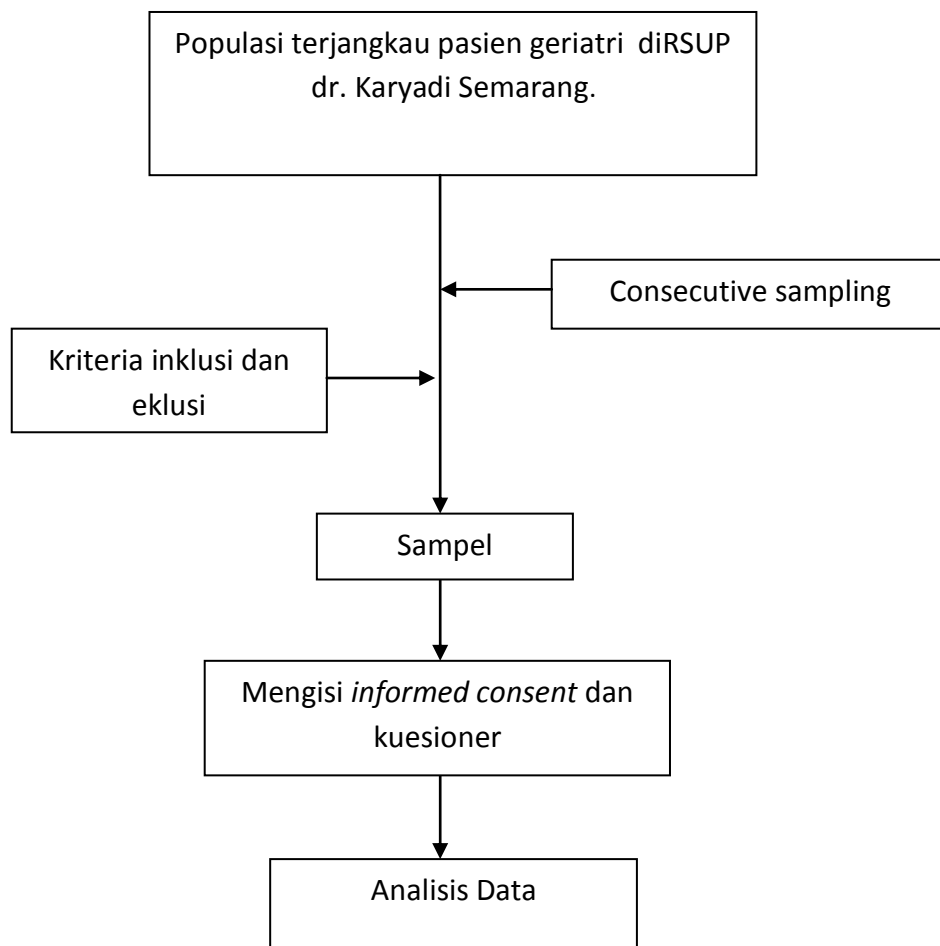 Populasi terjangkau pasien geriatri diRSUP
dr. Karyadi Semarang.
Consecutive sampling
Kriteria inklusi dan
eklusi
Sampel
Mengisi informed consent dan
kuesioner
Analisis Data